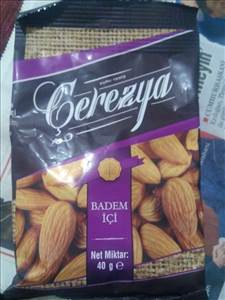 Çerezya
BADEM
İÇİ
Net Miktar:
40 g ℮